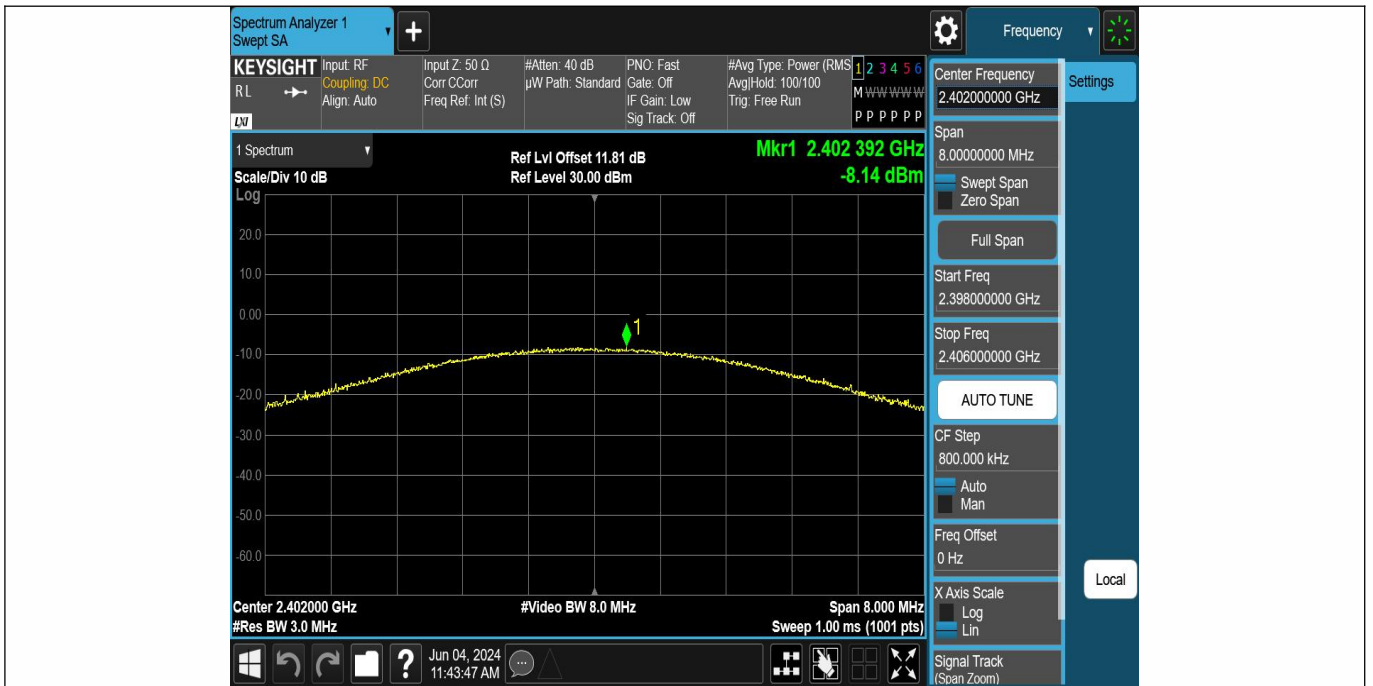 Spectrum Analyzer 1
Swept SA
Frequency
KEYSIGHT
RL
LXI
Input: RF
Coupling: DC
Align: Auto
Input Z: 50 Ω
Corr CCorr
Freq Ref: Int (S)
#Atten: 40 dB
µW Path: Standard
PNO: Fast
Gate: Off
IF Gain: Low
Sig Track: Off
#Avg Type: Power (RMS
Avg|Hold: 100/100
Trig: Free Run
1 2 3 4 5 6
M W W W W W
P P P P P P
1 Spectrum
Scale/Div 10 dB
Log
Ref Lvl Offset 11.81 dB
Ref Level 30.00 dBm
Mkr1 2.402 392 GHz
-8.14 dBm
20.0
10.0
0.00
-10.0
-20.0
-30.0
-40.0
-50.0
-60.0
1
Center 2.402000 GHz
#Res BW 3.0 MHz
#Video BW 8.0 MHz
Span 8.000 MHz
Sweep 1.00 ms (1001 pts)
Center Frequency
2.402000000 GHz
Settings
Span
8.00000000 MHz
Swept Span
Zero Span
Full Span
Start Freq
2.398000000 GHz
Stop Freq
2.406000000 GHz
AUTO TUNE
CF Step
800.000 kHz
Auto
Man
Freq Offset
0 Hz
X Axis Scale
Log
Lin
Signal Track
(Span Zoom)
Local
?
Jun 04, 2024
11:43:47 AM